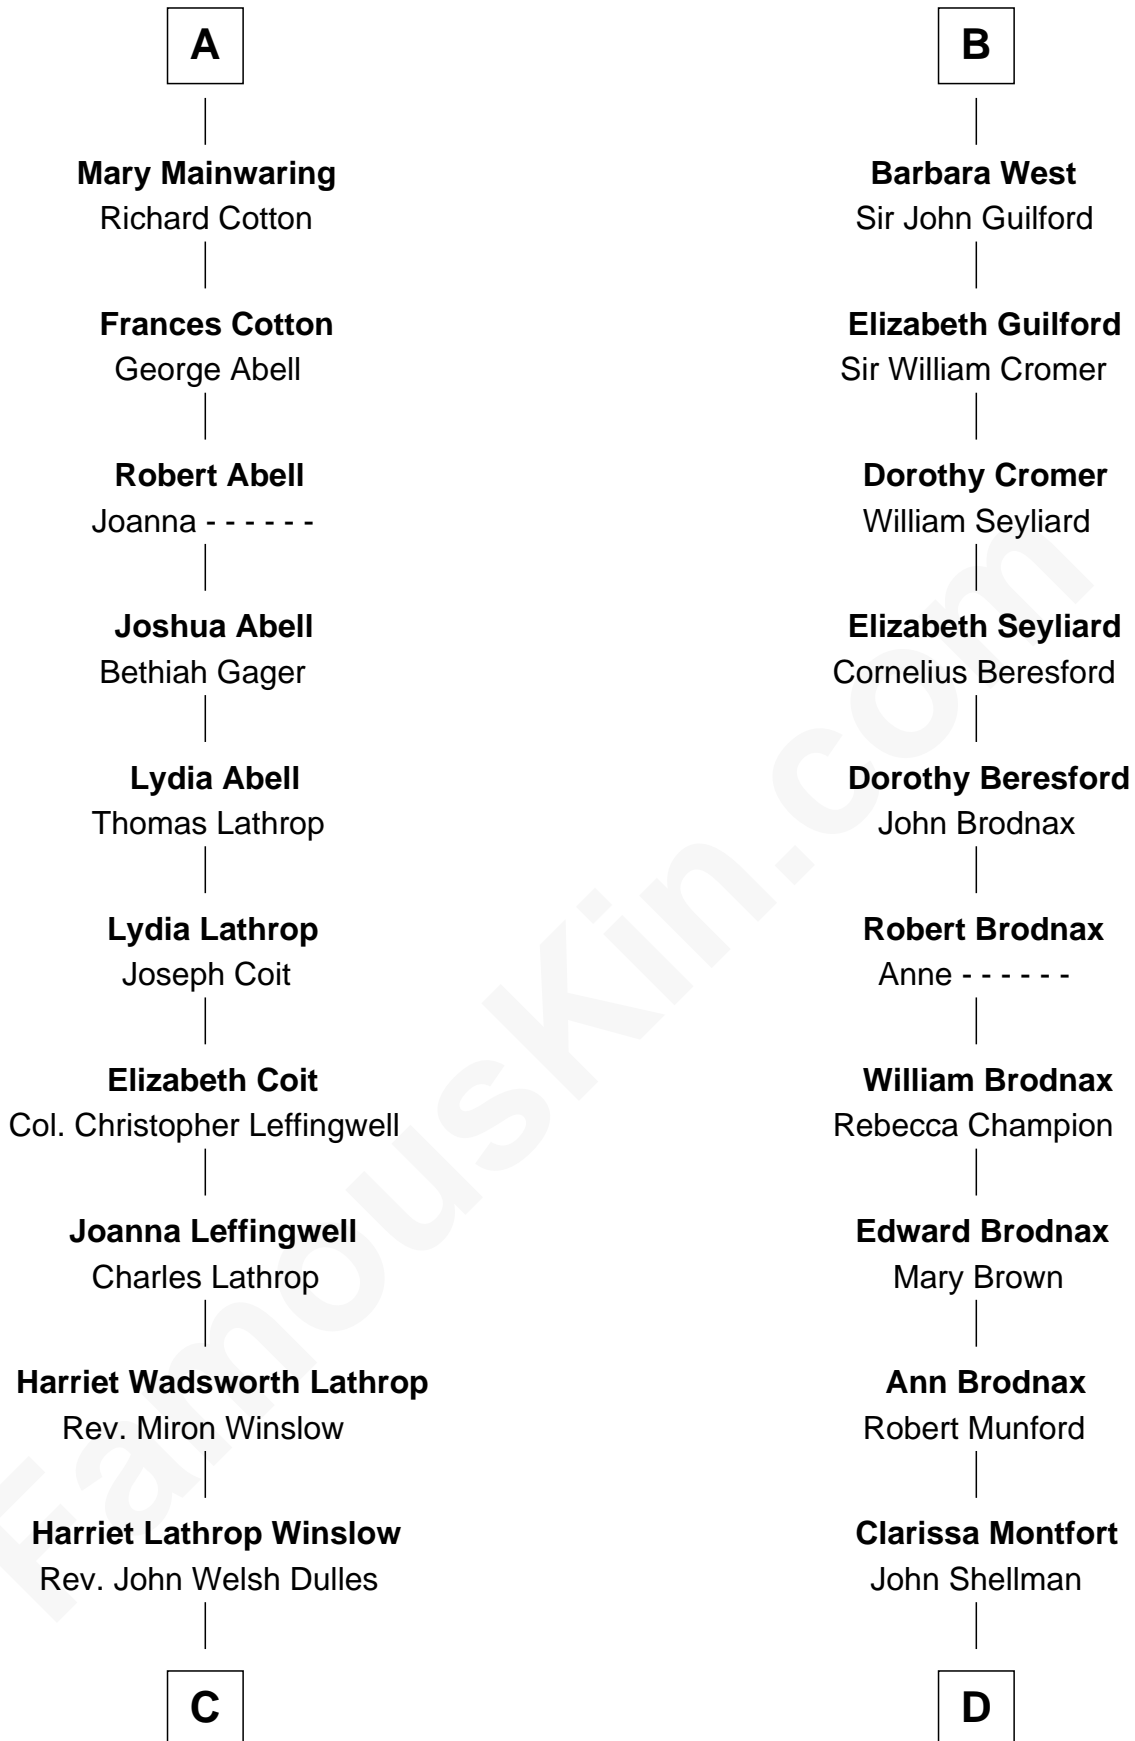 A
Mary Mainwaring
Richard Cotton
Frances Cotton
George Abell
Robert Abell
Joanna - - - - - -
Joshua Abell
Bethiah Gager
Lydia Abell
Thomas Lathrop
Lydia Lathrop
Joseph Coit
Elizabeth Coit
Col. Christopher Leffingwell
Joanna Leffingwell
Charles Lathrop
Harriet Wadsworth Lathrop
Rev. Miron Winslow
Harriet Lathrop Winslow
Rev. John Welsh Dulles
C
B
Barbara West
Sir John Guilford
Elizabeth Guilford
Sir William Cromer
Dorothy Cromer
William Seyliard
Elizabeth Seyliard
Cornelius Beresford
Dorothy Beresford
John Brodnax
Robert Brodnax
Anne - - - - - -
William Brodnax
Rebecca Champion
Edward Brodnax
Mary Brown
Ann Brodnax
Robert Munford
Clarissa Montfort
John Shellman
D
FamousKin.com